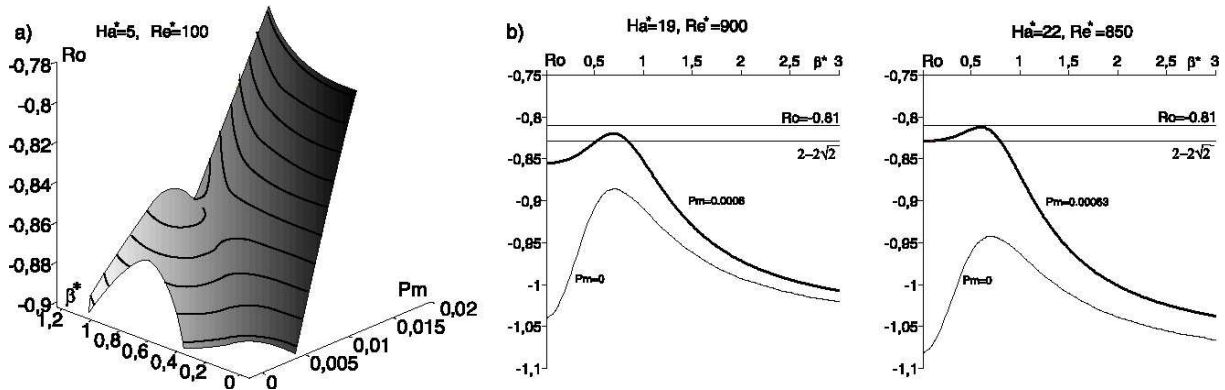 a)
Ha*=5, Re*=100
Ro
-0,78
-0,8
-0,82
-0,84
-0,86
-0,88
-0,9
β*
1,2
1
0,8
0,6
0,4
0,2
0
Pm
0
0,005
0,01
0,015
0,02
b)
Ha*=19, Re*=900
Ro
0,5
1
1,5
2
β*
2,5
3
-0,75
-0,8
-0,85
-0,9
-0,95
-1
-1,05
-1,1
Ro=-0.81
2-2√2
Pm=0.0006
Pm=0
Ha*=22, Re*=850
Ro
0,5
1
1,5
2
β*
2,5
3
-0,75
-0,8
-0,85
-0,9
-0,95
-1
-1,05
-1,1
Ro=-0.81
2-2√2
Pm=0.00063
Pm=0